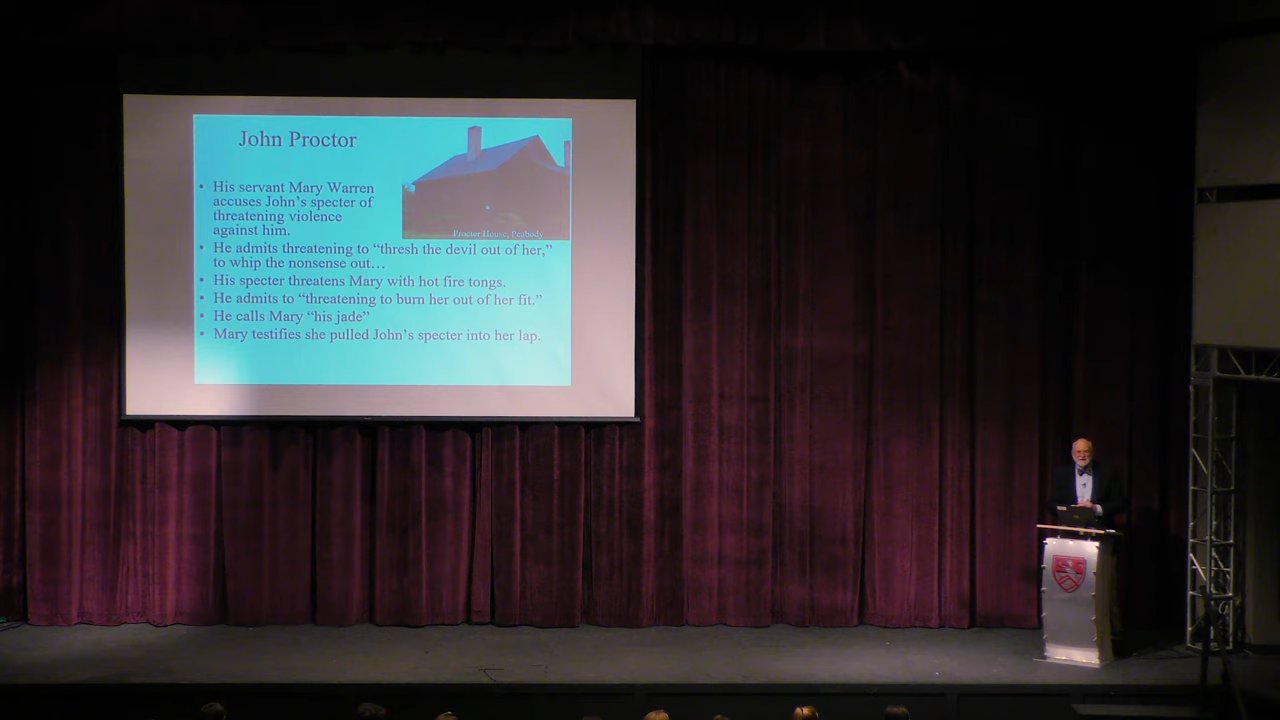 John Proctor
• His servant Mary Warren
accuses John's specter of
threatening violence
against him.
Procter House, Peabody
• He admits threatening to “thresh the devil out of her,”
to whip the nonsense out…
• His specter threatens Mary with hot fire tongs.
• He admits to “threatening to burn her out of her fit.”
• He calls Mary “his jade”
• Mary testifies she pulled John's specter into her lap.